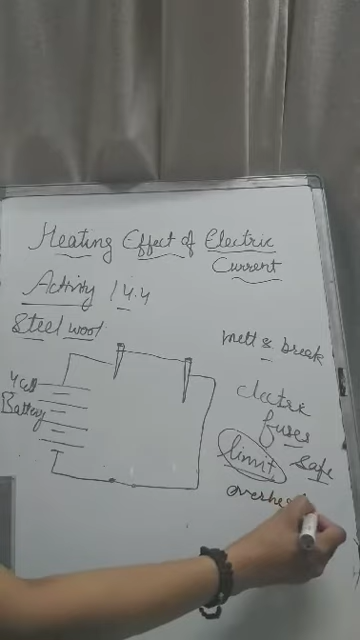 Heating Effect of Electric
Current
Activity 14.4
Steel wool
melt & break
4 cell
Battery
electric
fuses
limit safe
overhe